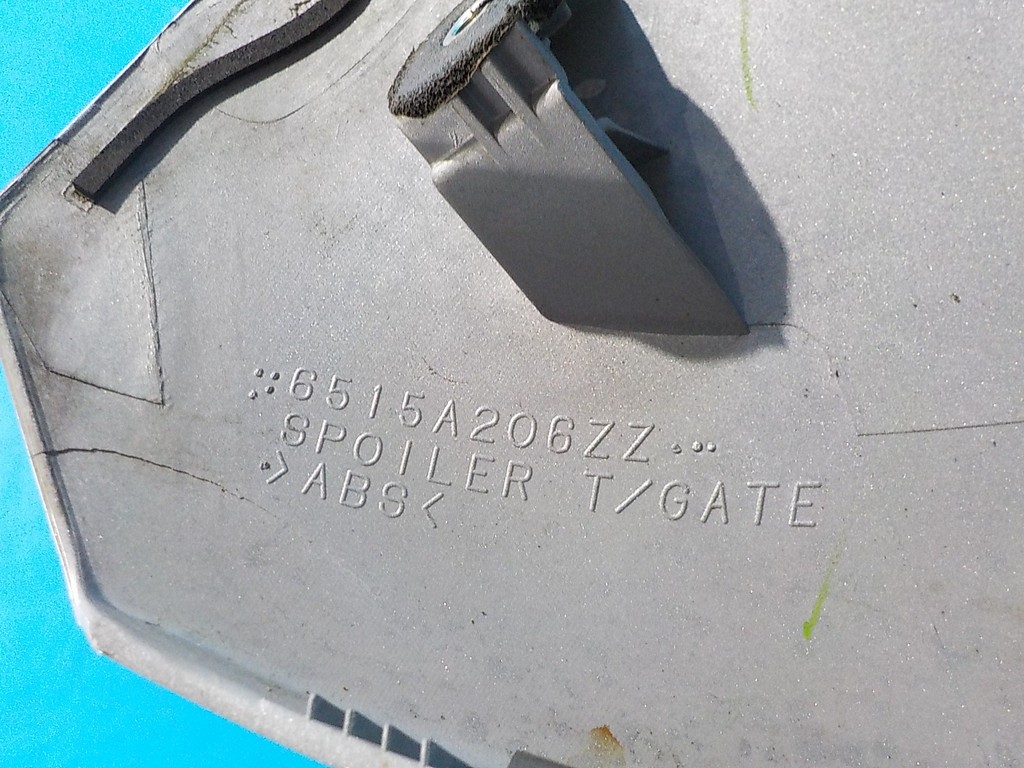 6515A206ZZ
SPOILER T/GATE
>ABS<